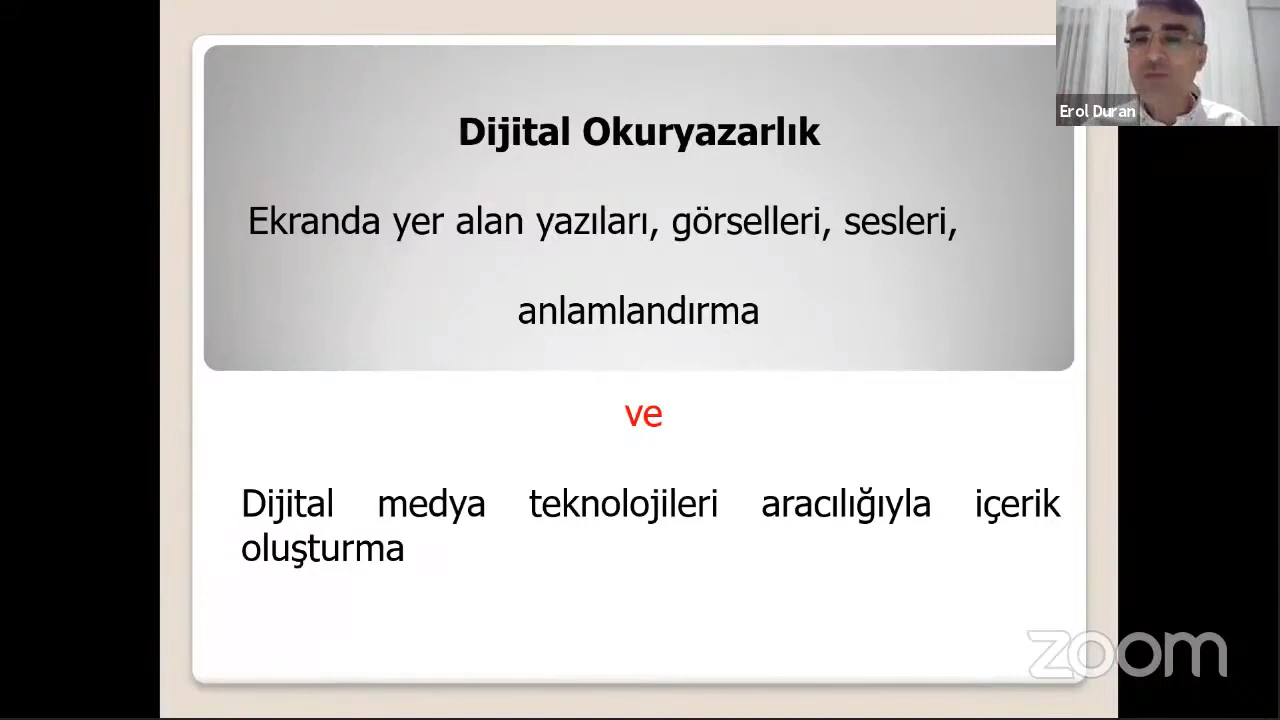 Erol Duran
Dijital Okuryazarlık
Ekranda yer alan yazıları, görselleri, sesleri,
anlamlandırma
ve
Dijital medya teknolojileri aracılığıyla içerik
oluşturma
zoom